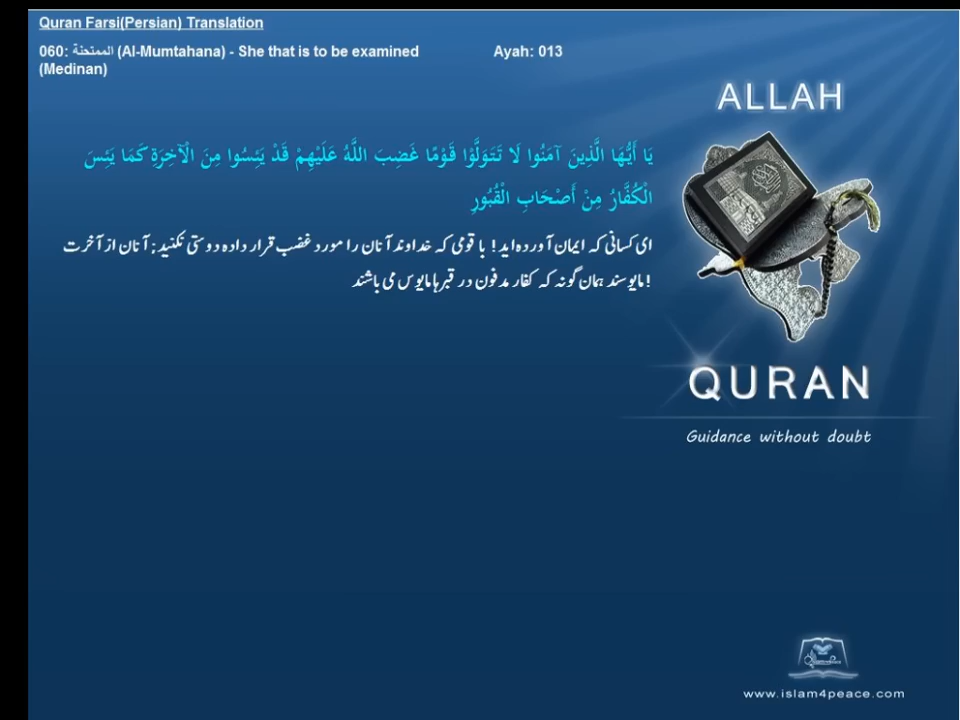 Quran Farsi(Persian) Translation
060: الممتحنة (Al-Mumtahana) - She that is to be examined (Medinan)
Ayah: 013
ALLAH
يَا أَيُّهَا الَّذِينَ آمَنُوا لَا تَتَوَلَّوْا قَوْمًا غَضِبَ اللَّهُ عَلَيْهِمْ قَدْ يَئِسُوا مِنَ الْآخِرَةِ كَمَا يَئِسَ
الْكُفَّارُ مِنْ أَصْحَابِ الْقُبُورِ
ای کسانی که ایمان آورده‌اید! با قومی که خداوند آنان را مورد غضب قرار داده دوستی نکنید; آنان از آخرت
مایوسند همان گونه که کفار مدفون در قبرها مایوس می باشند!
QURAN
Guidance without doubt
www.islam4peace.com